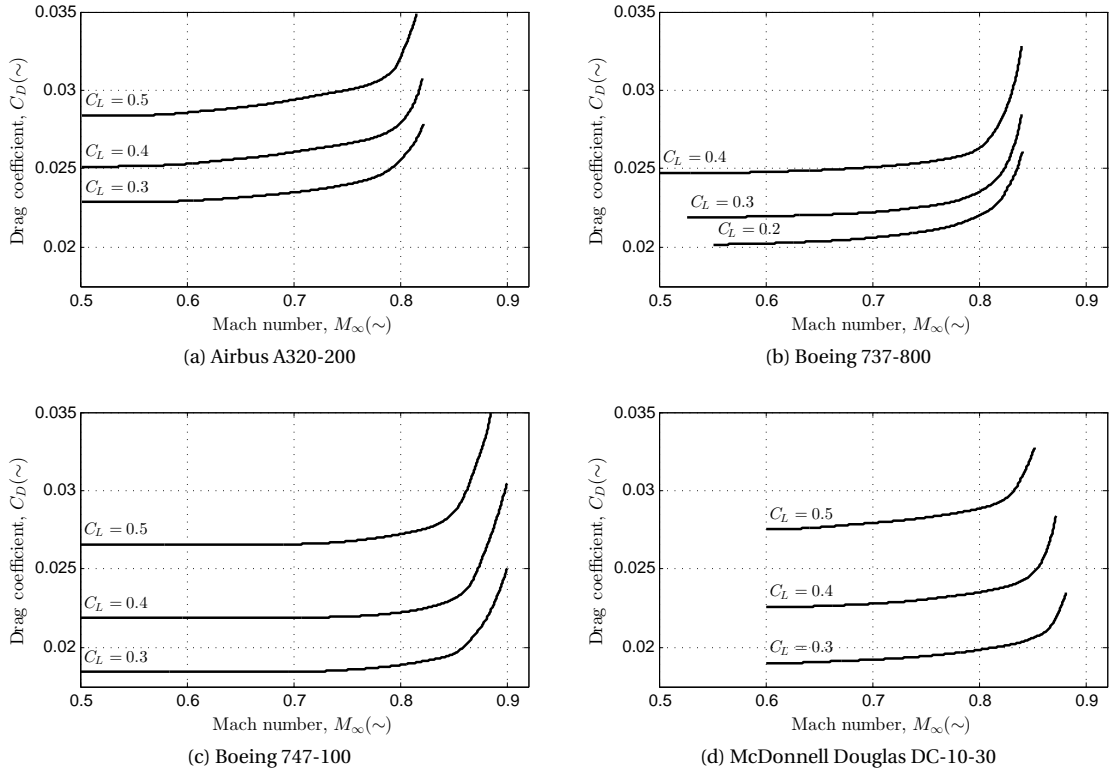 0.035
0.03
0.025
0.02
Drag coefficient, C_D(∼)
C_L = 0.5
C_L = 0.4
C_L = 0.3
0.5 0.6 0.7 0.8 0.9
Mach number, M_∞(∼)
(a) Airbus A320-200
0.035
0.03
0.025
0.02
Drag coefficient, C_D(∼)
C_L = 0.4
C_L = 0.3
C_L = 0.2
0.5 0.6 0.7 0.8 0.9
Mach number, M_∞(∼)
(b) Boeing 737-800
0.035
0.03
0.025
0.02
Drag coefficient, C_D(∼)
C_L = 0.5
C_L = 0.4
C_L = 0.3
0.5 0.6 0.7 0.8 0.9
Mach number, M_∞(∼)
(c) Boeing 747-100
0.035
0.03
0.025
0.02
Drag coefficient, C_D(∼)
C_L = 0.5
C_L = 0.4
C_L = 0.3
0.5 0.6 0.7 0.8 0.9
Mach number, M_∞(∼)
(d) McDonnell Douglas DC-10-30